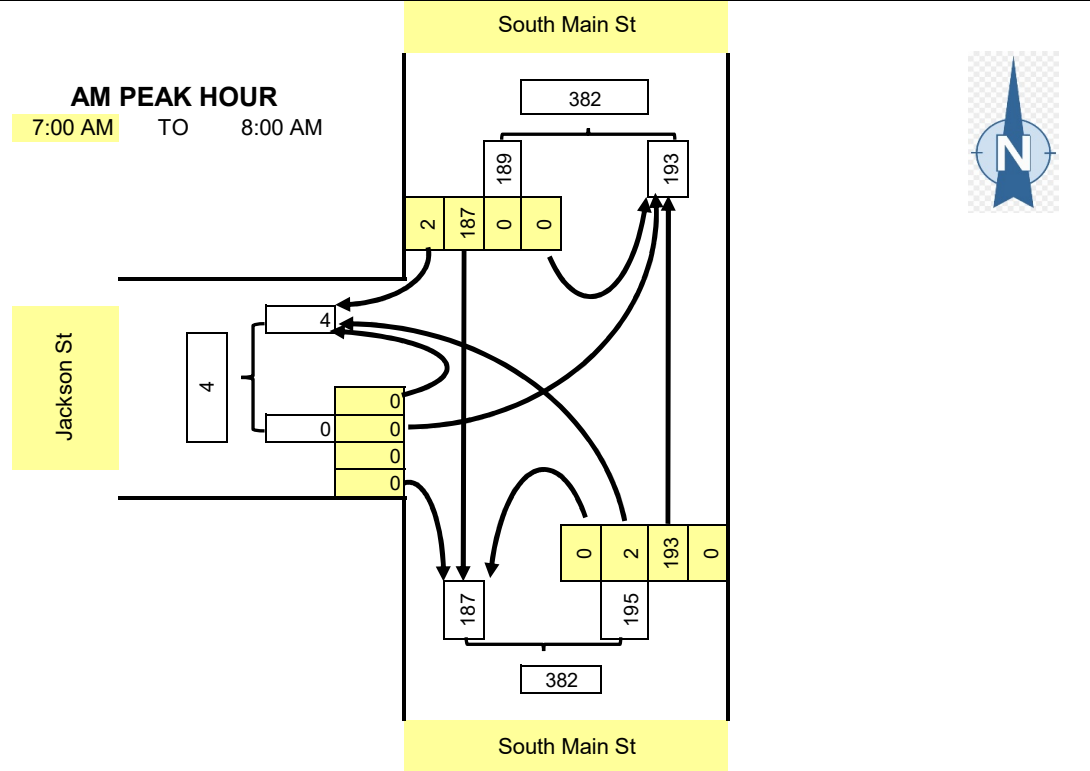 South Main St
AM PEAK HOUR
7:00 AM TO 8:00 AM
382
189
193
2 187 0 0
N
Jackson St
4
4
0
0 0
0
0
0 2 193 0
187
195
382
South Main St